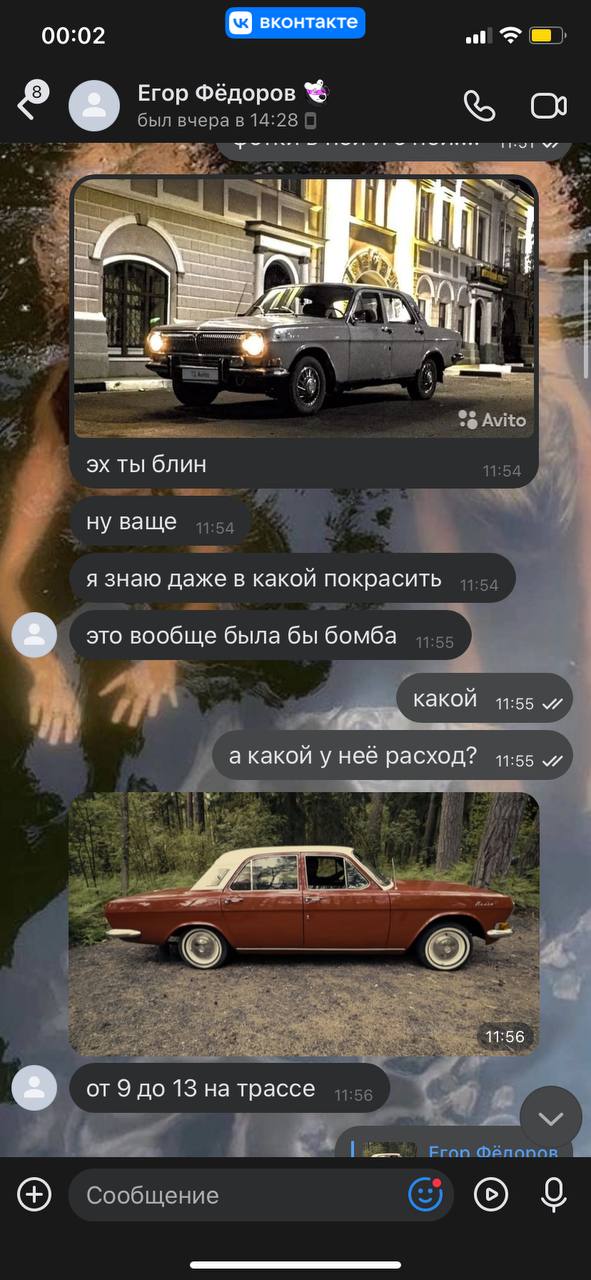 00:02
вконтакте
8
Егор Фёдоров
был вчера в 14:28
11:51
Avito
эх ты блин 11:54
ну ваще 11:54
я знаю даже в какой покрасить 11:54
это вообще была бы бомба 11:55
какой 11:55
а какой у неё расход? 11:55
11:56
от 9 до 13 на трассе 11:56
Егор Фёдоров
Сообщение